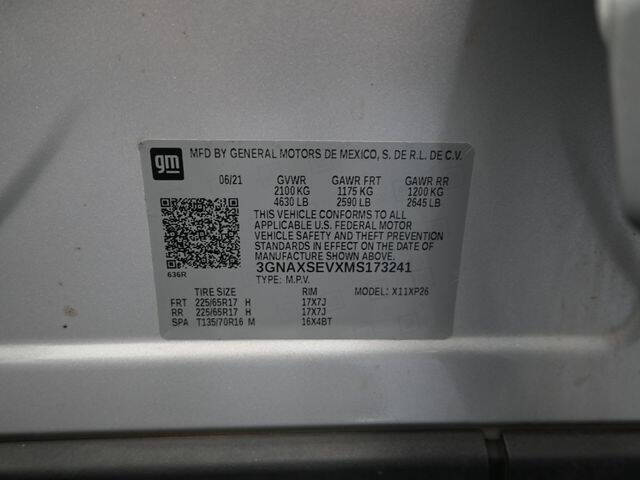 gm
MFD BY GENERAL MOTORS DE MEXICO, S. DE R.L. DE C.V.
06/21 GVWR GAWR FRT GAWR RR
2100 KG 1175 KG 1200 KG
4630 LB 2590 LB 2645 LB
THIS VEHICLE CONFORMS TO ALL
APPLICABLE U.S. FEDERAL MOTOR
VEHICLE SAFETY AND THEFT PREVENTION
STANDARDS IN EFFECT ON THE DATE OF
MANUFACTURE SHOWN ABOVE.
3GNAXSEVXMS173241
636R
TYPE: M.P.V.
TIRE SIZE RIM MODEL: X11XP26
FRT 225/65R17 H 17X7J
RR 225/65R17 H 17X7J
SPA T135/70R16 M 16X4BT